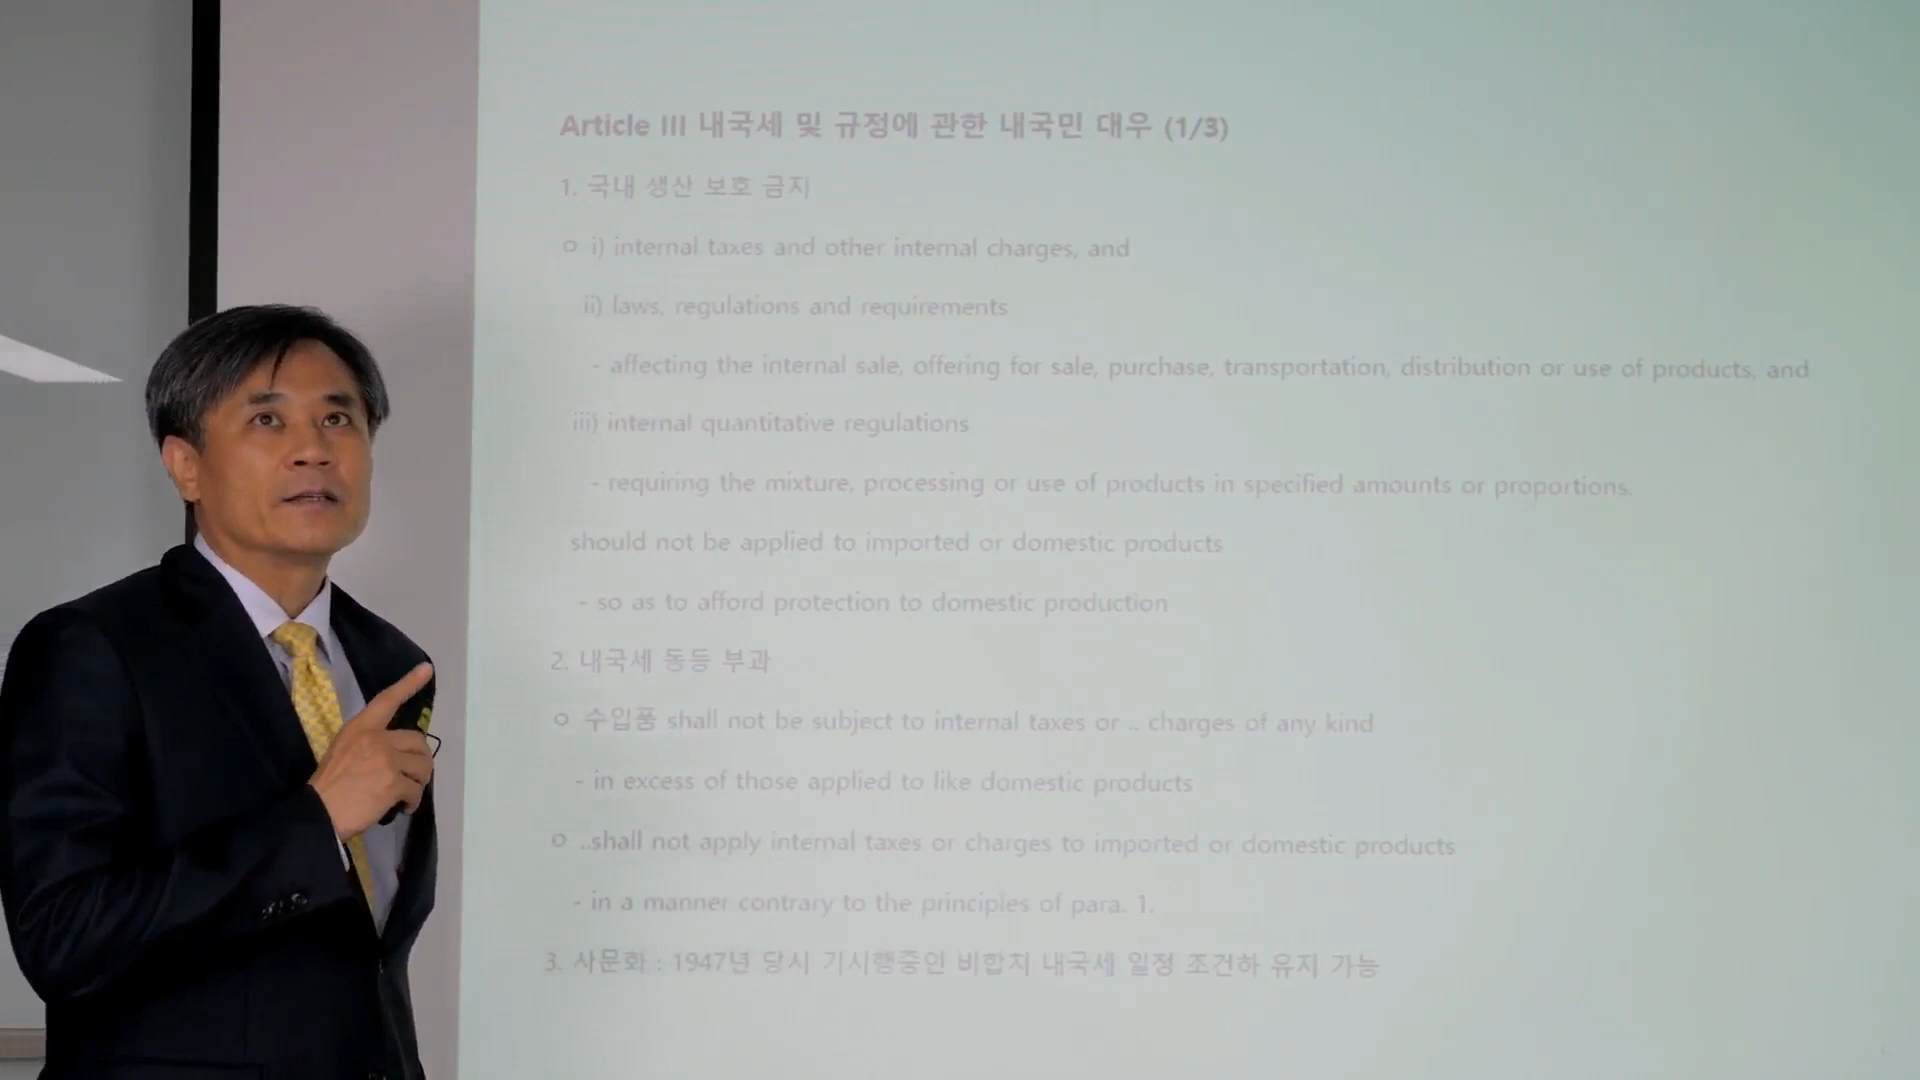 Article III 내국세 및 규정에 관한 내국민 대우 (1/3)
1. 국내 생산 보호 금지
o i) internal taxes and other internal charges, and
ii) laws, regulations and requirements
- affecting the internal sale, offering for sale, purchase, transportation, distribution or use of products, and
iii) internal quantitative regulations
- requiring the mixture, processing or use of products in specified amounts or proportions.
should not be applied to imported or domestic products
- so as to afford protection to domestic production
2. 내국세 동등 부과
o 수입품 shall not be subject to internal taxes or .. charges of any kind
- in excess of those applied to like domestic products
o ..shall not apply internal taxes or charges to imported or domestic products
- in a manner contrary to the principles of para. 1.
3. 사문화 : 1947년 당시 기시행중인 비합치 내국세 일정 조건하 유지 가능